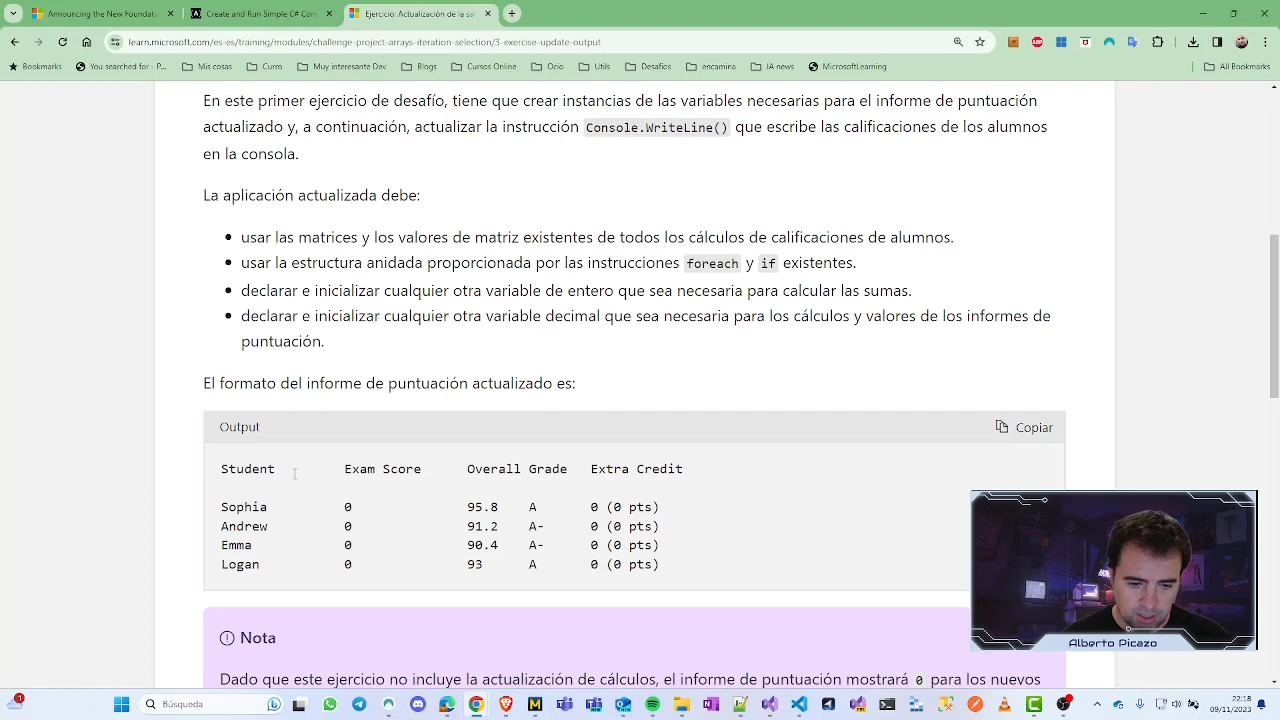 Announcing the New Foundatio
Create and Run Simple C# Con
Ejercicio: Actualización de la sal
learn.microsoft.com/es-es/training/modules/challenge-project-arrays-iteration-selection/3-exercise-update-output
Bookmarks
You searched for - P...
Mis cosas
Curro
Muy interesante Dev
Blogs
Cursos Online
Ocio
Utils
Desafios
encamina
IA news
MicrosoftLearning
All Bookmarks
En este primer ejercicio de desafío, tiene que crear instancias de las variables necesarias para el informe de puntuación
actualizado y, a continuación, actualizar la instrucción Console.WriteLine() que escribe las calificaciones de los alumnos
en la consola.
La aplicación actualizada debe:
usar las matrices y los valores de matriz existentes de todos los cálculos de calificaciones de alumnos.
usar la estructura anidada proporcionada por las instrucciones foreach y if existentes.
declarar e inicializar cualquier otra variable de entero que sea necesaria para calcular las sumas.
declarar e inicializar cualquier otra variable decimal que sea necesaria para los cálculos y valores de los informes de
puntuación.
El formato del informe de puntuación actualizado es:
Output
Copiar
Student Exam Score Overall Grade Extra Credit
Sophia 0 95.8 A 0 (0 pts)
Andrew 0 91.2 A- 0 (0 pts)
Emma 0 90.4 A- 0 (0 pts)
Logan 0 93 A 0 (0 pts)
Nota
Dado que este ejercicio no incluye la actualización de cálculos, el informe de puntuación mostrará 0 para los nuevos
Alberto Picazo
Búsqueda
22:18
09/11/2023